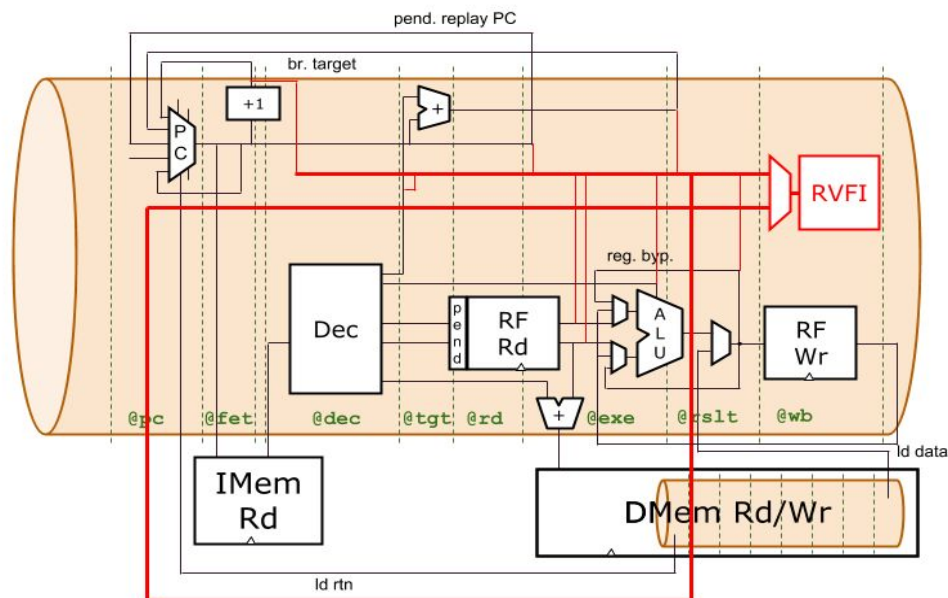 pend. replay PC
br. target
+1
+
P
C
RVFI
reg. byp.
Dec
p
e
n
d
RF
Rd
A
L
U
RF
Wr
+
@pc
@fet
@dec
@tgt
@rd
@exe
@rslt
@wb
ld data
IMem
Rd
DMem Rd/Wr
ld rtn